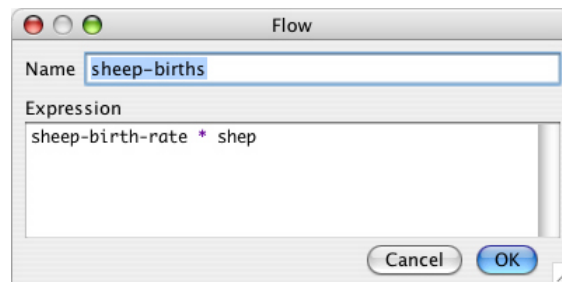 Flow
Name sheep-births
Expression
sheep-birth-rate * shep
Cancel OK